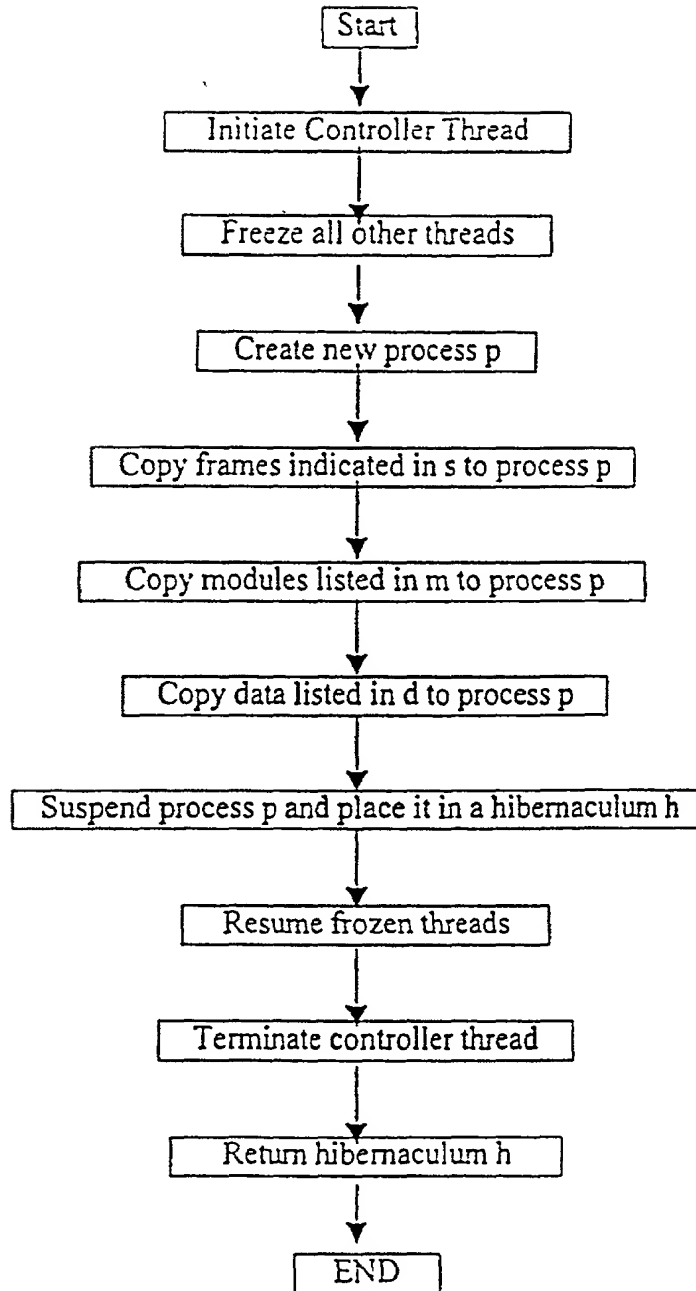 Start
Initiate Controller Thread
Freeze all other threads
Create new process p
Copy frames indicated in s to process p
Copy modules listed in m to process p
Copy data listed in d to process p
Suspend process p and place it in a hibernaculum h
Resume frozen threads
Terminate controller thread
Return hibernaculum h
END